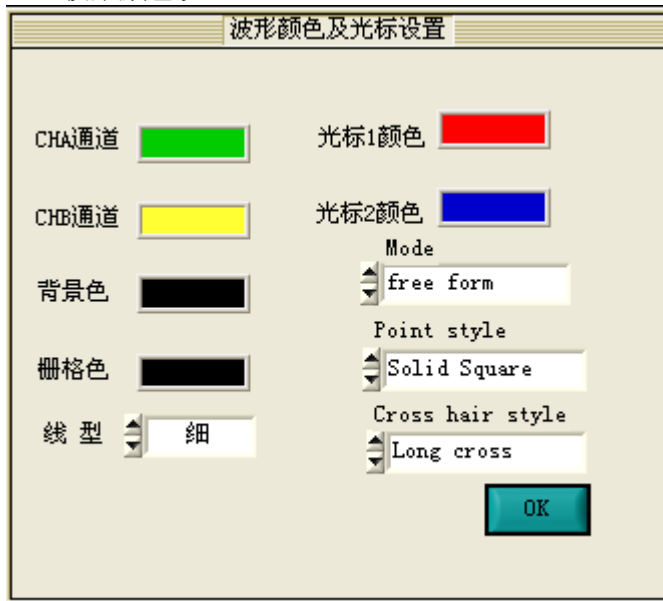 波形颜色及光标设置
CHA通道
光标1颜色
CHB通道
光标2颜色
Mode
背景色
free form
Point style
栅格色
Solid Square
Cross hair style
线 型
细
Long cross
OK